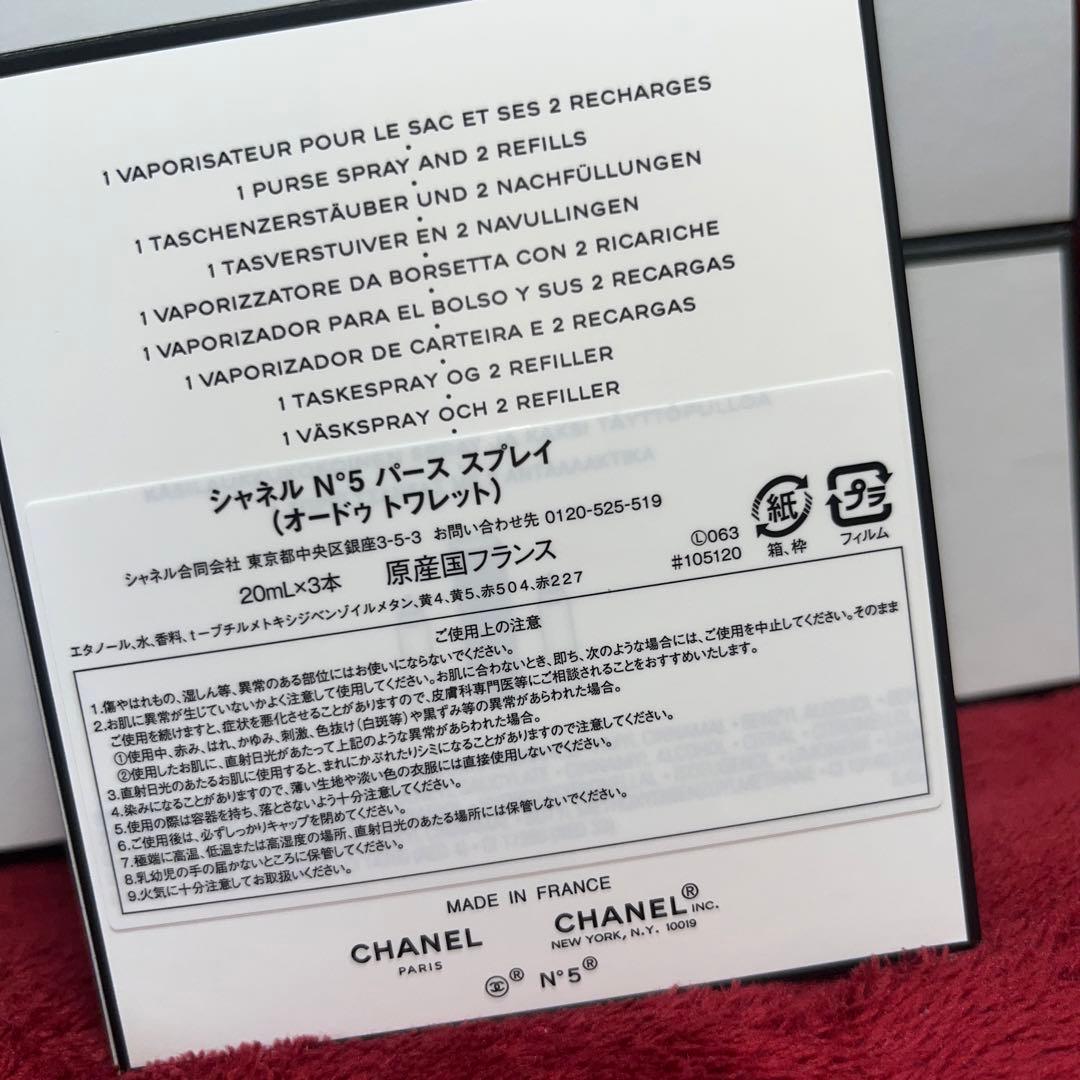 1 VAPORISATEUR POUR LE SAC ET SES 2 RECHARGES
1 PURSE SPRAY AND 2 REFILLS
1 TASCHENZERSTÄUBER UND 2 NACHFÜLLUNGEN
1 TASVERSTUIVER EN 2 NAVULLINGEN
1 VAPORIZZATORE DA BORSETTA CON 2 RICARICHE
1 VAPORIZADOR PARA EL BOLSO Y SUS 2 RECARGAS
1 VAPORIZADOR DE CARTEIRA E 2 RECARGAS
1 TASKESPRAY OG 2 REFILLER
1 VÄSKSPRAY OCH 2 REFILLER
シャネル N°5 パース スプレイ
(オードゥ トワレット)
シャネル合同会社 東京都中央区銀座3-5-3 お問い合わせ先 0120-525-519
20mL×3本 原産国フランス
Ⓛ063
#105120
紙
箱、枠
プラ
フィルム
エタノール、水、香料、t-ブチルメトキシジベンゾイルメタン、黄4、黄5、赤504、赤227
ご使用上の注意
1.傷やはれもの、湿しん等、異常のある部位にはお使いにならないでください。
2.お肌に異常が生じていないかよく注意して使用してください。お肌に合わないとき、即ち、次のような場合には、ご使用を中止してください。そのまま
ご使用を続けますと、症状を悪化させることがありますので、皮膚科専門医等にご相談されることをおすすめいたします。
①使用中、赤み、はれ、かゆみ、刺激、色抜け(白斑等)や黒ずみ等の異常があらわれた場合。
②使用したお肌に、直射日光があたって上記のような異常があらわれた場合。
3.直射日光のあたるお肌に使用すると、まれにかぶれたりシミになることがありますので注意してください。
4.染みになることがありますので、薄い生地や淡い色の衣服には直接使用しないでください。
5.使用の際は容器を持ち、落とさないよう十分注意してください。
6.ご使用後は、必ずしっかりキャップを閉めてください。
7.極端に高温、低温または高湿度の場所、直射日光のあたる場所には保管しないでください。
8.乳幼児の手の届かないところに保管してください。
9.火気に十分注意してお取扱いください。
MADE IN FRANCE
CHANEL
PARIS
CHANEL® INC.
NEW YORK, N.Y. 10019
® N°5®